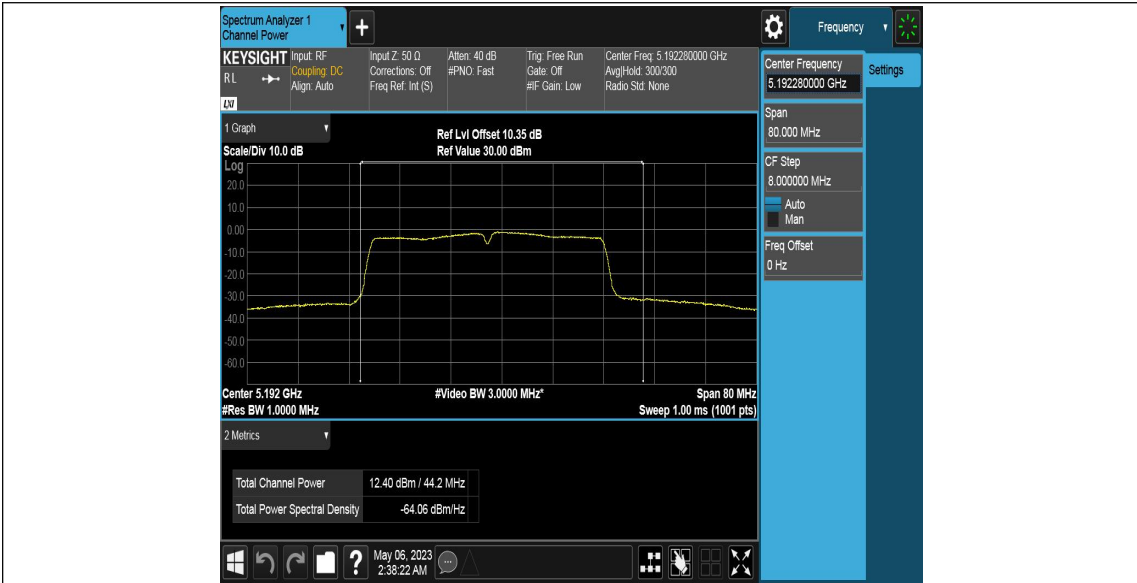 Spectrum Analyzer 1
Channel Power
Frequency
KEYSIGHT
R L
LXI
Input: RF
Coupling: DC
Align: Auto
Input Z: 50 Ω
Corrections: Off
Freq Ref: Int (S)
Atten: 40 dB
#PNO: Fast
Trig: Free Run
Gate: Off
#IF Gain: Low
Center Freq: 5.192280000 GHz
Avg|Hold: 300/300
Radio Std: None
Center Frequency
5.192280000 GHz
Settings
Span
80.000 MHz
CF Step
8.000000 MHz
Auto
Man
Freq Offset
0 Hz
1 Graph
Scale/Div 10.0 dB
Ref Lvl Offset 10.35 dB
Ref Value 30.00 dBm
Log
20.0
10.0
0.00
-10.0
-20.0
-30.0
-40.0
-50.0
-60.0
Center 5.192 GHz
#Video BW 3.0000 MHz*
Span 80 MHz
#Res BW 1.0000 MHz
Sweep 1.00 ms (1001 pts)
2 Metrics
Total Channel Power 12.40 dBm / 44.2 MHz
Total Power Spectral Density -64.06 dBm/Hz
?
May 06, 2023
2:38:22 AM